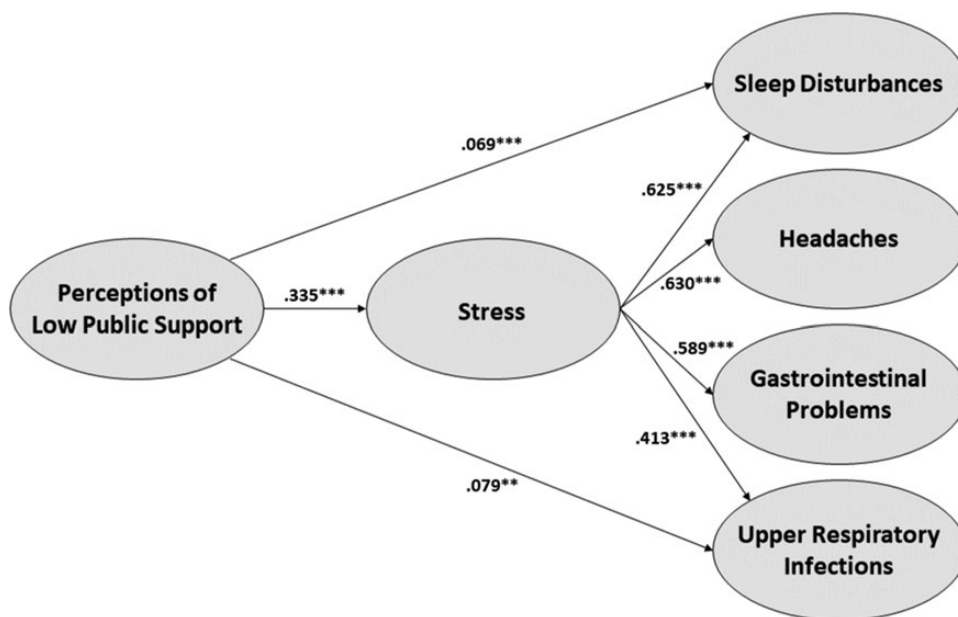 Sleep Disturbances
.069***
.625***
Headaches
.630***
Perceptions of
Low Public Support
.335***
Stress
.589***
Gastrointestinal
Problems
.413***
.079**
Upper Respiratory
Infections